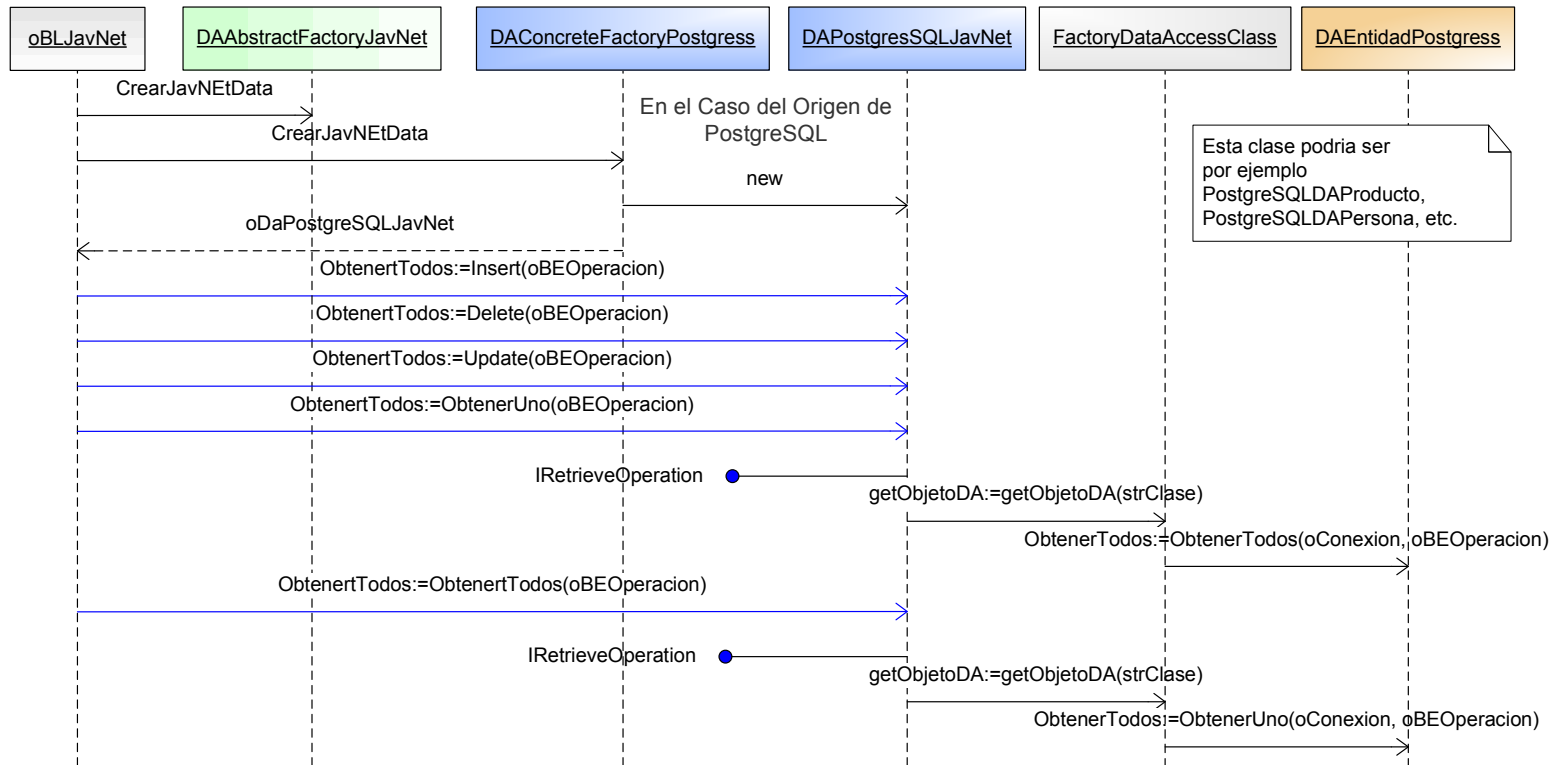 oBLJavNet
DAAbstractFactoryJavNet
DAConcreteFactoryPostgress
DAPostgresSQLJavNet
FactoryDataAccessClass
DAEntidadPostgress
CrearJavNEtData
En el Caso del Origen de
PostgreSQL
CrearJavNEtData
Esta clase podria ser
por ejemplo
PostgreSQLDAProducto,
PostgreSQLDAPersona, etc.
new
oDaPostgreSQLJavNet
ObtenertTodos:=Insert(oBEOperacion)
ObtenertTodos:=Delete(oBEOperacion)
ObtenertTodos:=Update(oBEOperacion)
ObtenertTodos:=ObtenerUno(oBEOperacion)
IRetrieveOperation
getObjetoDA:=getObjetoDA(strClase)
ObtenerTodos:=ObtenerTodos(oConexion, oBEOperacion)
ObtenertTodos:=ObtenertTodos(oBEOperacion)
IRetrieveOperation
getObjetoDA:=getObjetoDA(strClase)
ObtenerTodos:=ObtenerUno(oConexion, oBEOperacion)